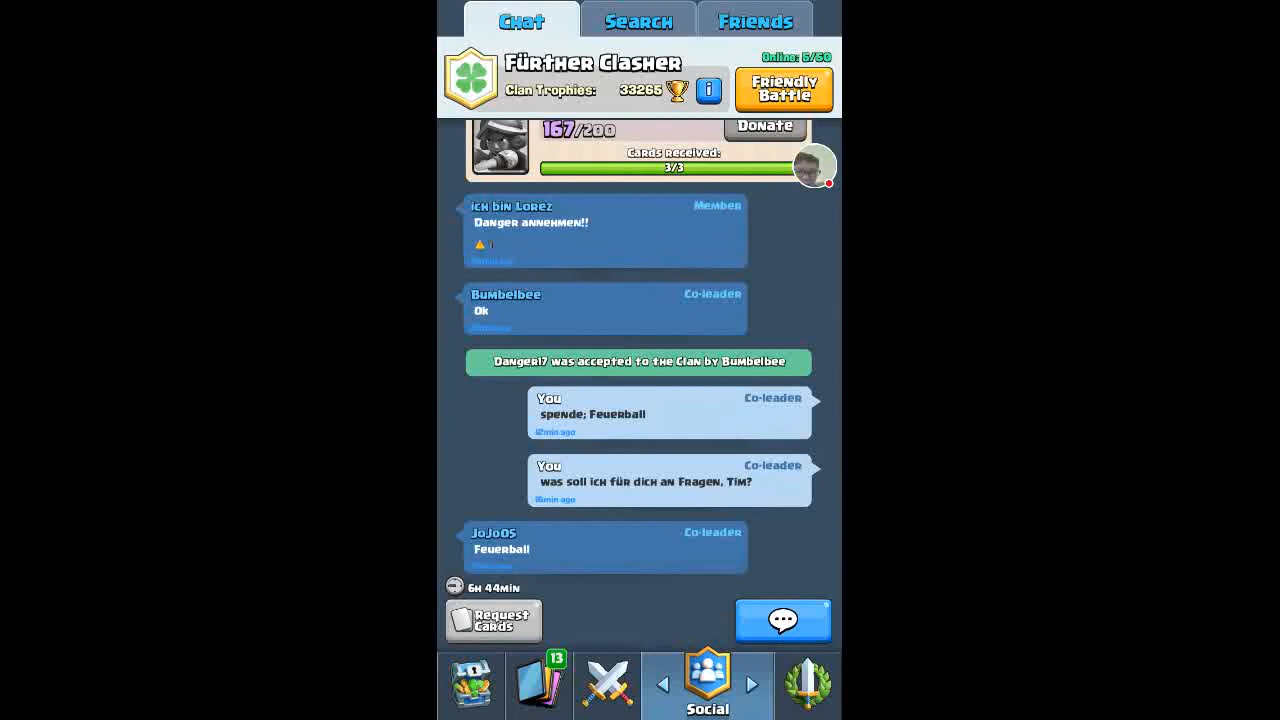 Chat
Search
Friends
Fürther Clasher
Online: 5/50
Clan Trophies: 33265
i
Friendly Battle
167/200
Donate
Cards received:
3/3
ich bin Lorez
Member
Danger annehmen!!
Bumbelbee
Co-leader
Ok
Danger17 was accepted to the Clan by Bumbelbee
You
Co-leader
spende; Feuerball
12min ago
You
Co-leader
was soll ich für dich an Fragen, Tim?
16min ago
JoJo05
Co-leader
Feuerball
6h 44min
Request
Cards
13
Social